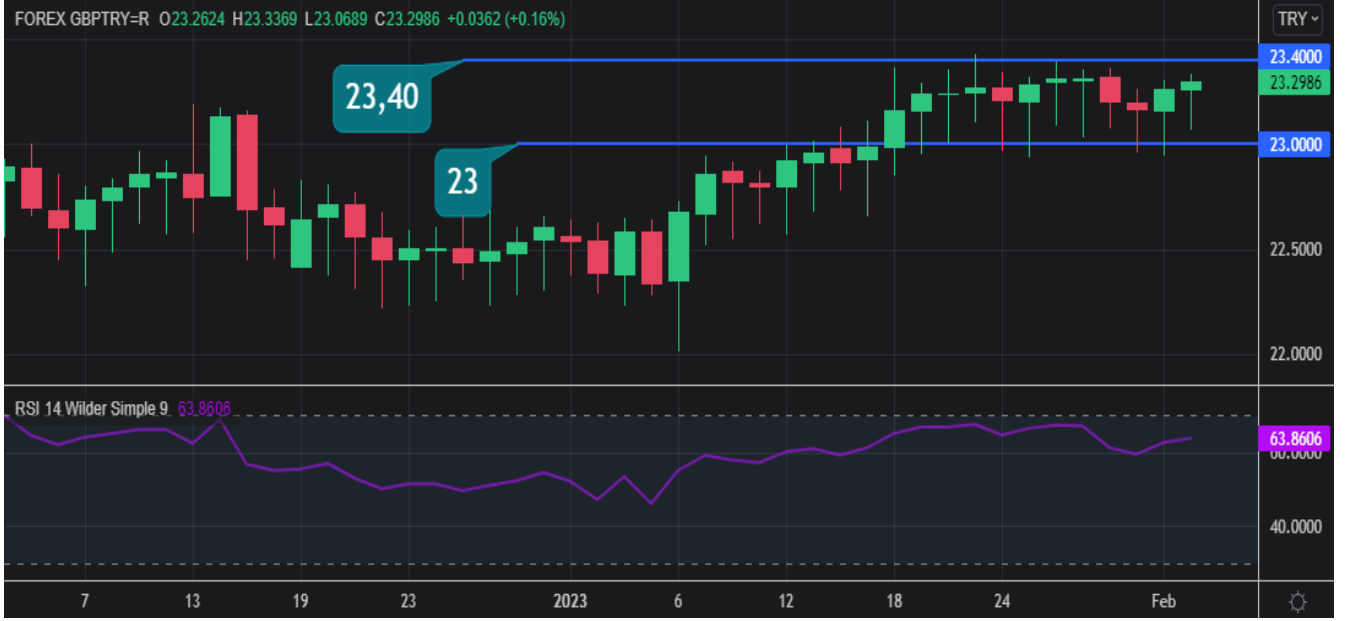 FOREX GBPTRY=R O23.2624 H23.3369 L23.0689 C23.2986 +0.0362 (+0.16%)
TRY
23.4000
23.2986
23,40
23.0000
23
22.5000
22.0000
RSI 14 Wilder Simple 9 63.8606
63.8606
60.0000
40.0000
7 13 19 23 2023 6 12 18 24 Feb